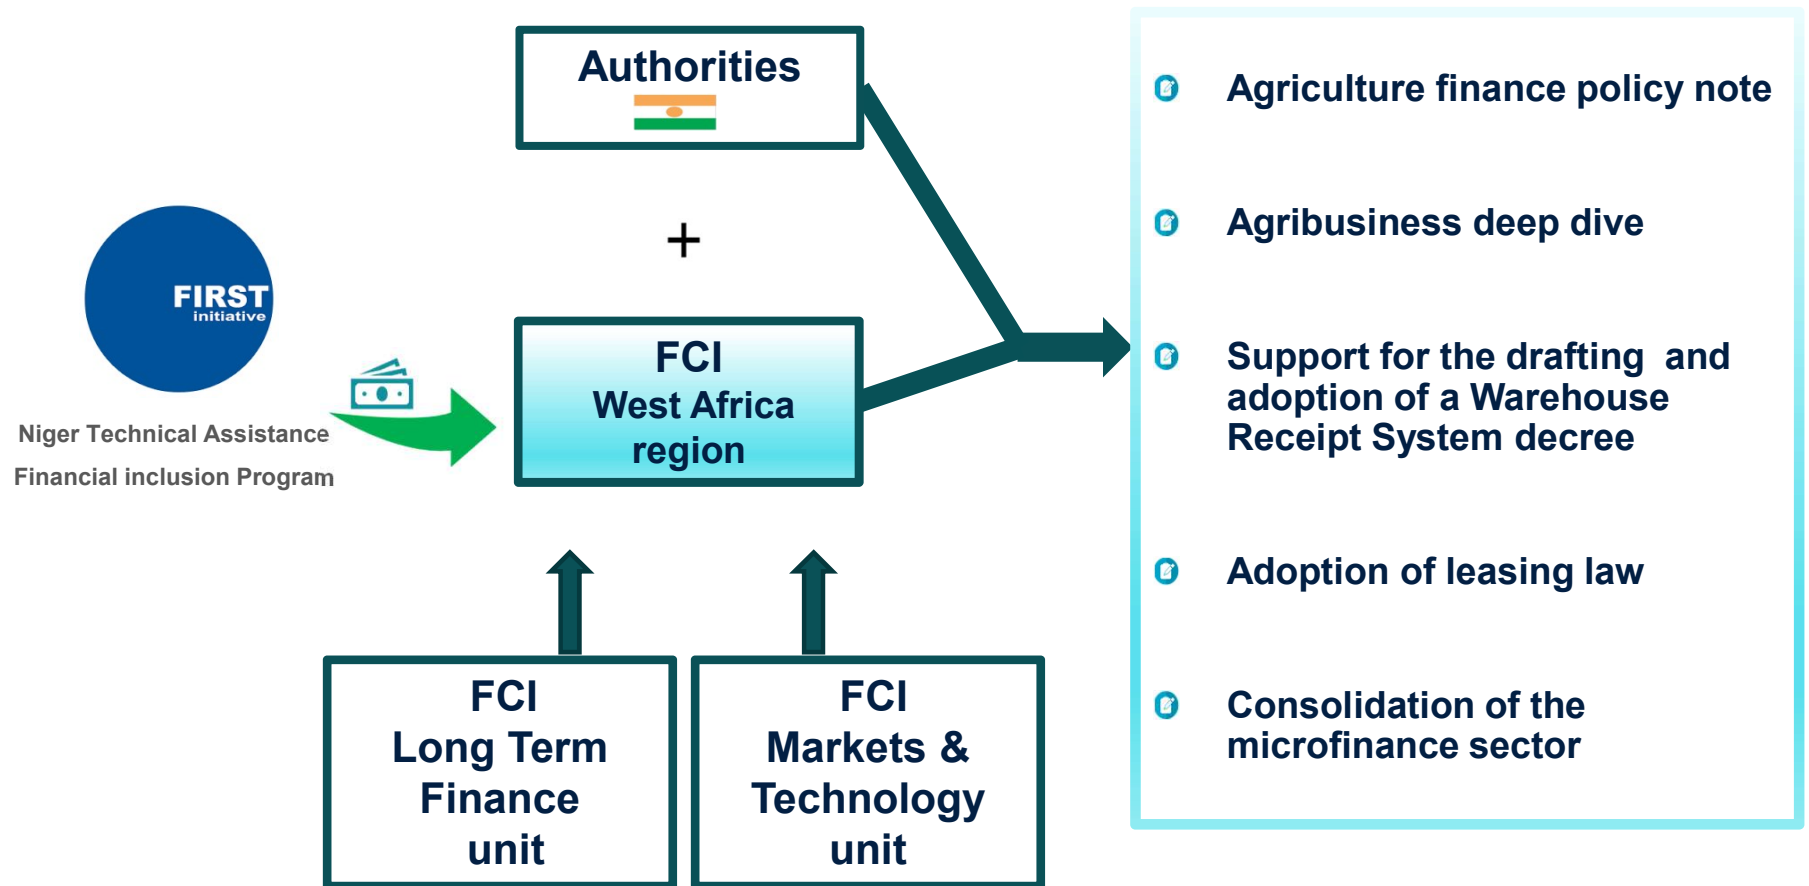 Authorities
+
FIRST
initiative
Niger Technical Assistance
Financial inclusion Program
FCI
West Africa
region
FCI
Long Term
Finance
unit
FCI
Markets &
Technology
unit
Agriculture finance policy note
Agribusiness deep dive
Support for the drafting and
adoption of a Warehouse
Receipt System decree
Adoption of leasing law
Consolidation of the
microfinance sector